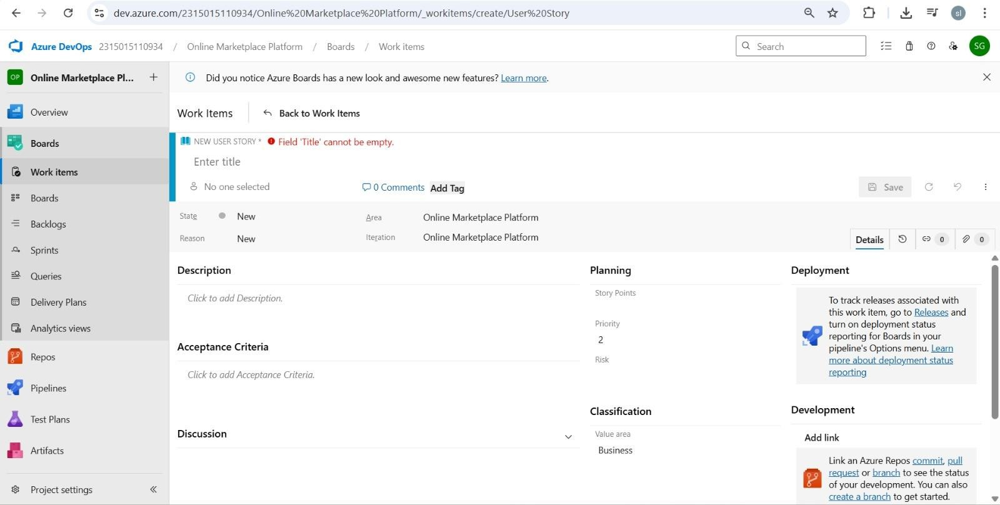 dev.azure.com/2315015110934/Online%20Marketplace%20Platform/_workitems/create/User%20Story
sl
Azure DevOps 2315015110934 / Online Marketplace Platform / Boards / Work items
Search
SG
OP Online Marketplace Pl... +
Did you notice Azure Boards has a new look and awesome new features? Learn more.
Overview
Boards
Work items
Boards
Backlogs
Sprints
Queries
Delivery Plans
Analytics views
Repos
Pipelines
Test Plans
Artifacts
Project settings
Work Items
Back to Work Items
NEW USER STORY * Field 'Title' cannot be empty.
Enter title
No one selected
0 Comments
Add Tag
Save
State New
Area Online Marketplace Platform
Reason New
Iteration Online Marketplace Platform
Details
0
0
Description
Click to add Description.
Acceptance Criteria
Click to add Acceptance Criteria.
Discussion
Planning
Story Points
Priority
2
Risk
Classification
Value area
Business
Deployment
To track releases associated with
this work item, go to Releases and
turn on deployment status
reporting for Boards in your
pipeline's Options menu. Learn
more about deployment status
reporting
Development
Add link
Link an Azure Repos commit, pull
request or branch to see the status
of your development. You can also
create a branch to get started.